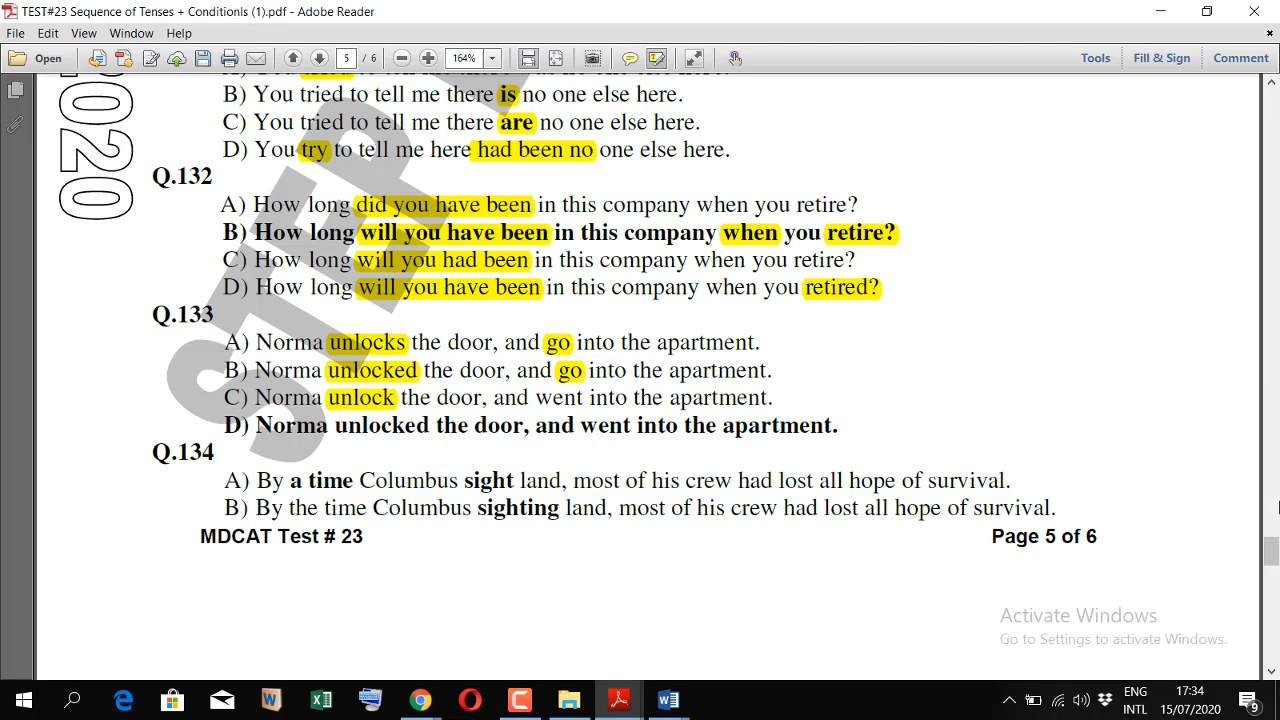 TEST#23 Sequence of Tenses + ConditionIs (1).pdf - Adobe Reader
File Edit View Window Help
Open 5 / 6 164% Tools Fill & Sign Comment
2020
STEP
B) You tried to tell me there is no one else here.
C) You tried to tell me there are no one else here.
D) You try to tell me here had been no one else here.
Q.132
A) How long did you have been in this company when you retire?
B) How long will you have been in this company when you retire?
C) How long will you had been in this company when you retire?
D) How long will you have been in this company when you retired?
Q.133
A) Norma unlocks the door, and go into the apartment.
B) Norma unlocked the door, and go into the apartment.
C) Norma unlock the door, and went into the apartment.
D) Norma unlocked the door, and went into the apartment.
Q.134
A) By a time Columbus sight land, most of his crew had lost all hope of survival.
B) By the time Columbus sighting land, most of his crew had lost all hope of survival.
MDCAT Test # 23 Page 5 of 6
Activate Windows
Go to Settings to activate Windows.
ENG 17:34
INTL 15/07/2020 9